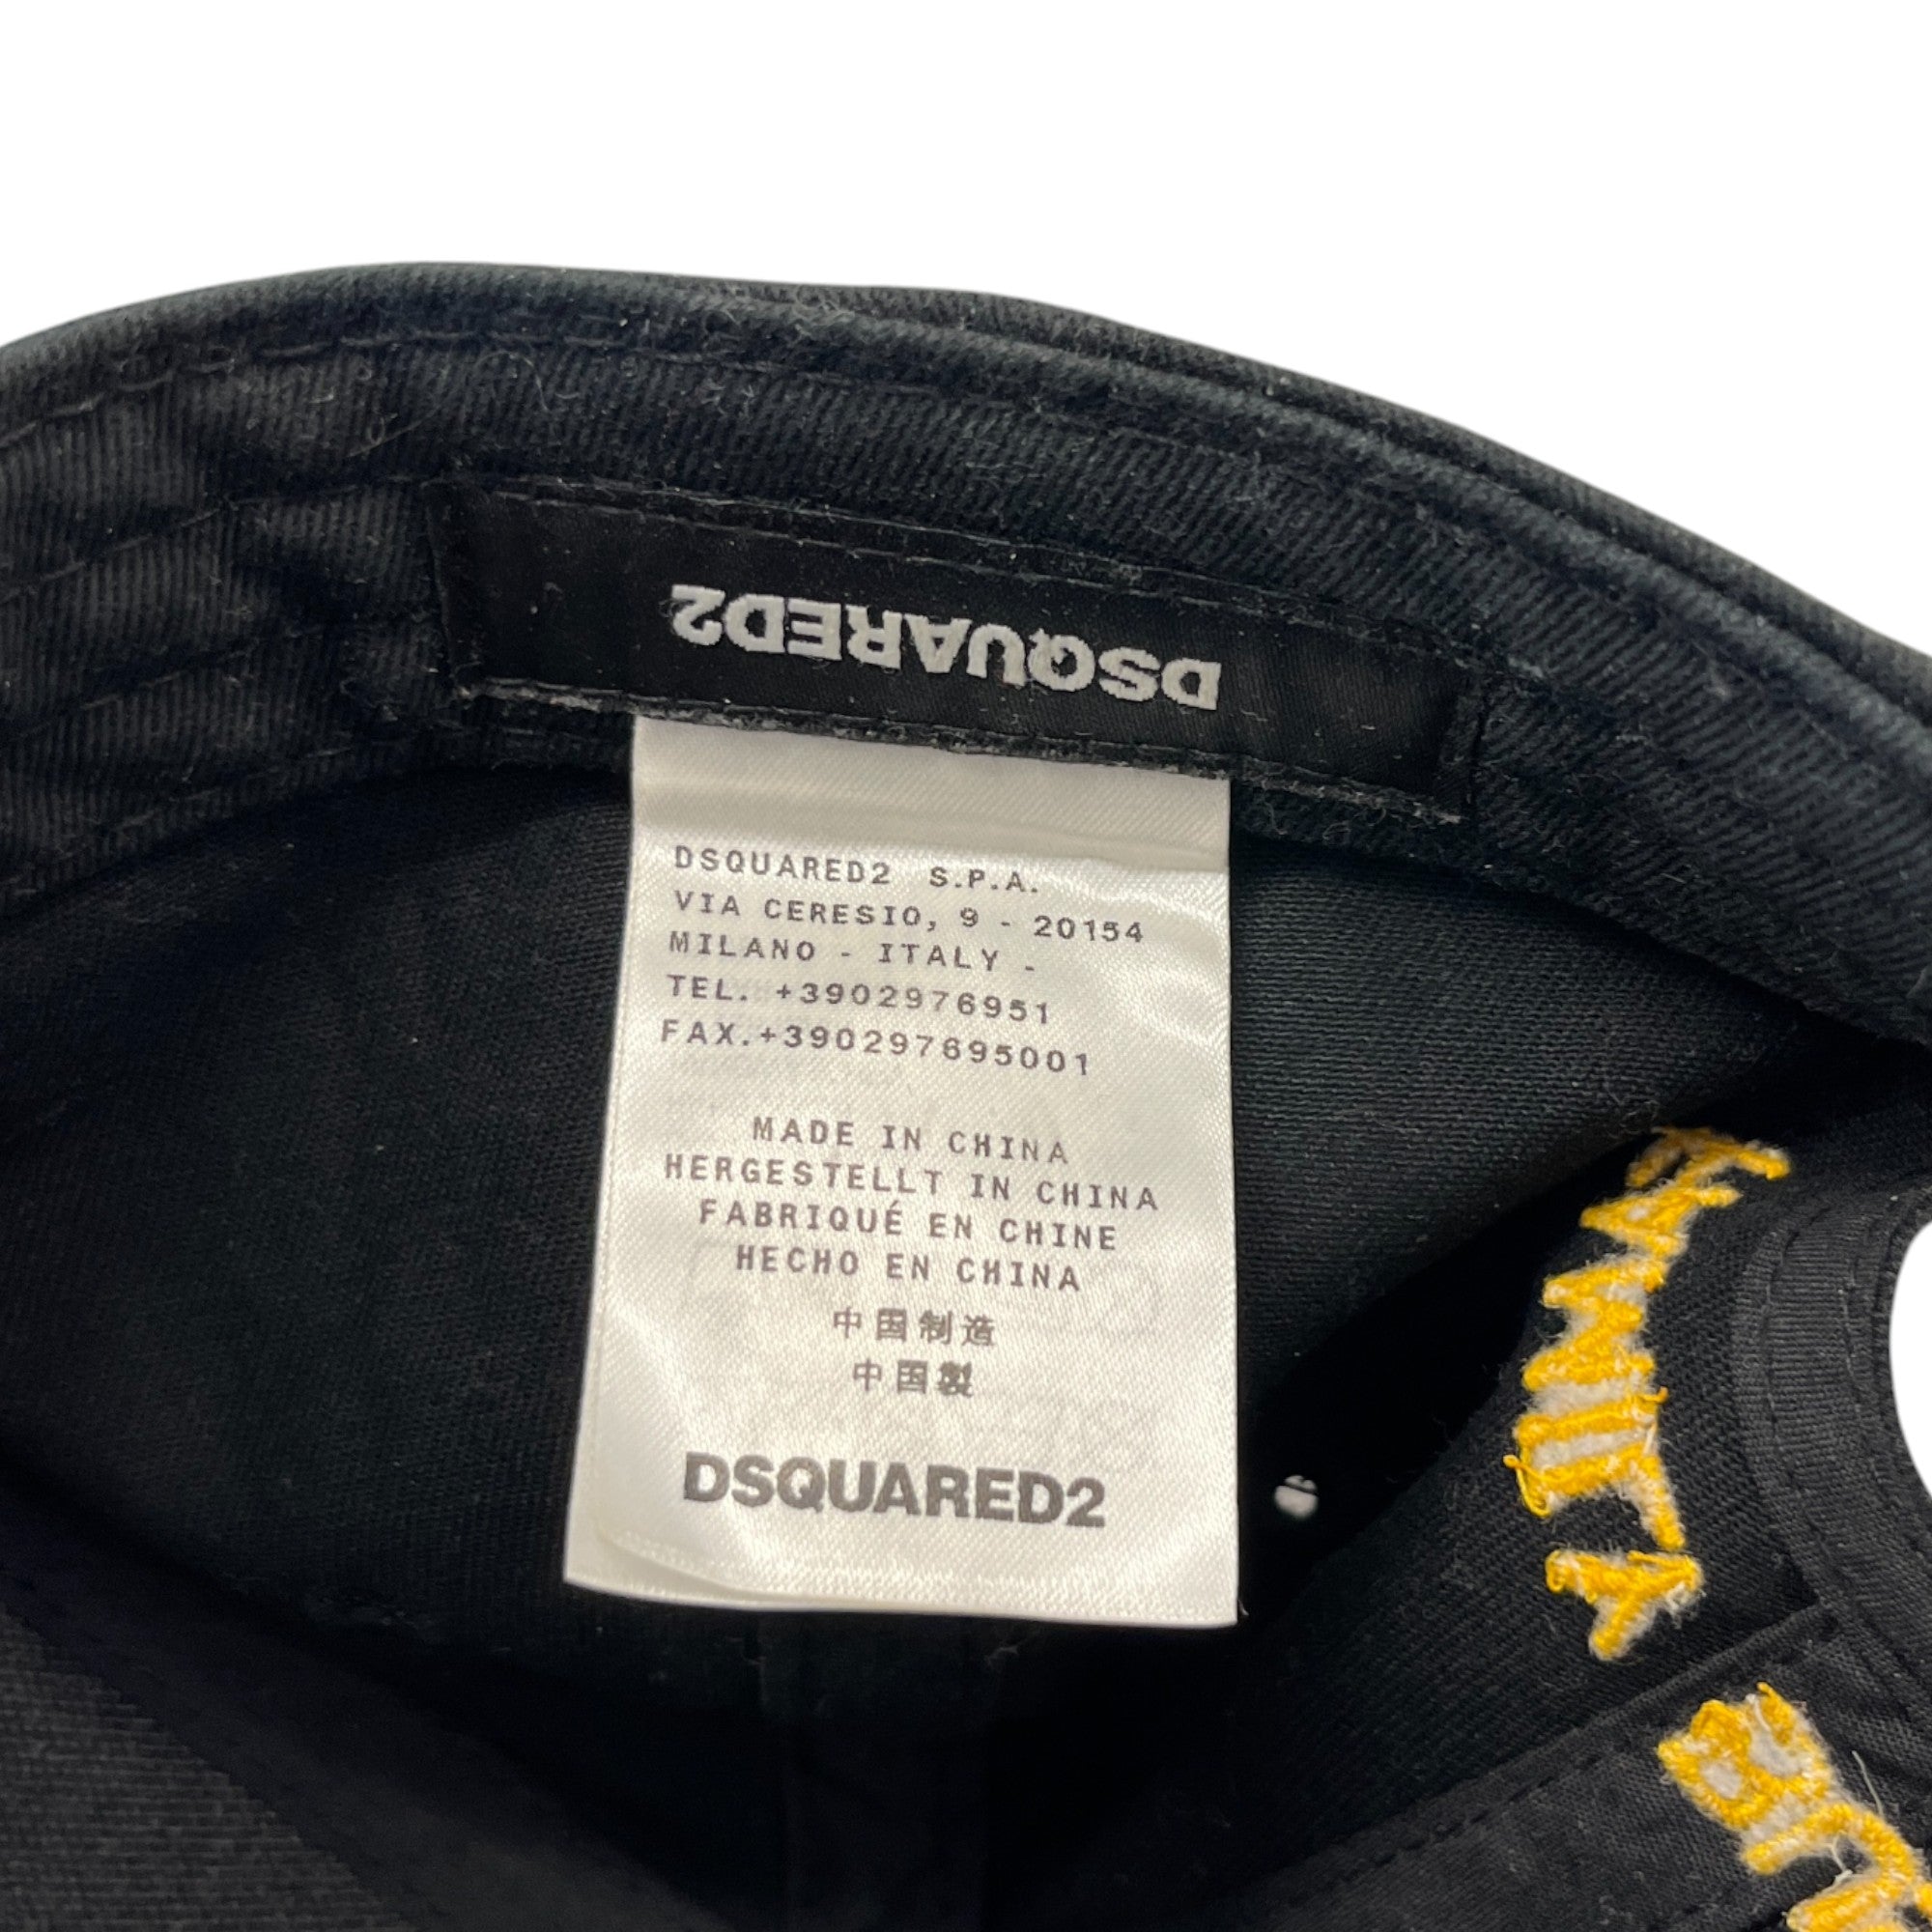 DSQUARED2
DSQUARED2 S.P.A.
VIA CERESIO, 9 - 20154
MILANO - ITALY -
TEL. +3902976951
FAX.+390297695001
MADE IN CHINA
HERGESTELLT IN CHINA
FABRIQUÉ EN CHINE
HECHO EN CHINA
中国制造
中国製
DSQUARED2